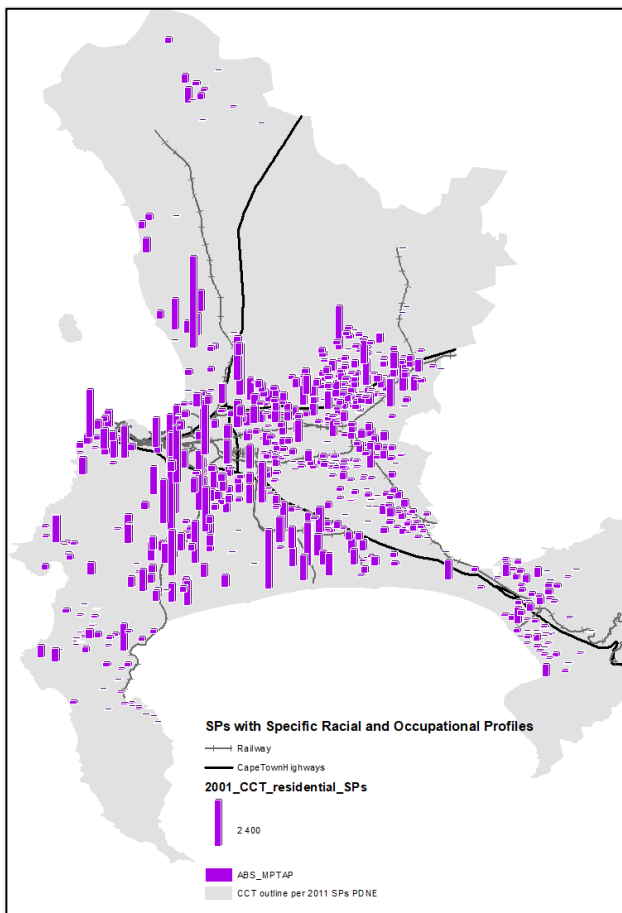 SPs with Specific Racial and Occupational Profiles
Railway
CapeTownHighways
2001_CCT_residential_SPs
2 400
ABS_MPTAP
CCT outline per 2011 SPs PDNE